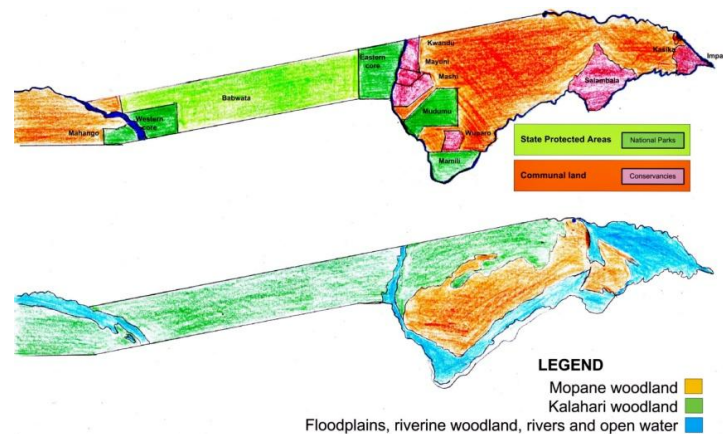 Kwandu
Mayuni
Mashi
Eastern
core
Babwata
Western
core
Mahango
Mudumu
Wuparo
Mamili
Salambala
Kasika
Impa
State Protected Areas
National Parks
Communal land
Conservancies
LEGEND
Mopane woodland
Kalahari woodland
Floodplains, riverine woodland, rivers and open water